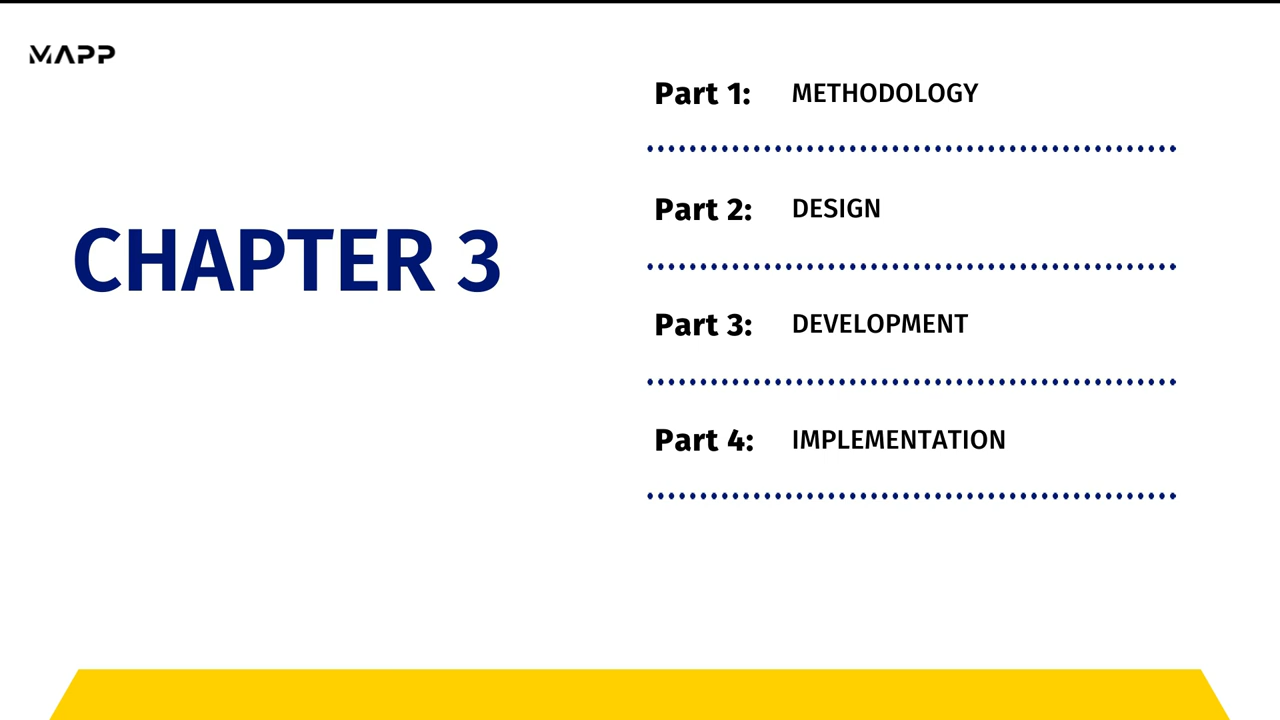 MAPP
CHAPTER 3
Part 1: METHODOLOGY
Part 2: DESIGN
Part 3: DEVELOPMENT
Part 4: IMPLEMENTATION